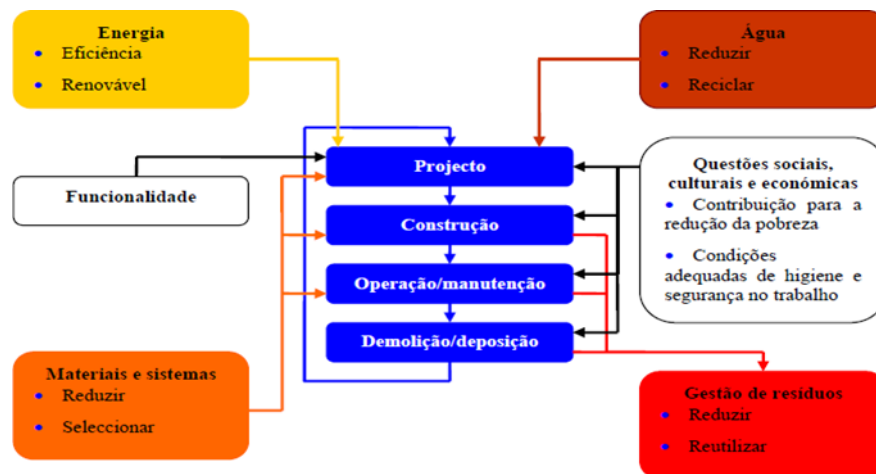 Energia
Eficiência
Renovável
Água
Reduzir
Reciclar
Projecto
Funcionalidade
Construção
Operação/manutenção
Demolição/deposição
Questões sociais,
culturais e económicas
Contribuição para a
redução da pobreza
Condições
adequadas de higiene e
segurança no trabalho
Materiais e sistemas
Reduzir
Seleccionar
Gestão de resíduos
Reduzir
Reutilizar